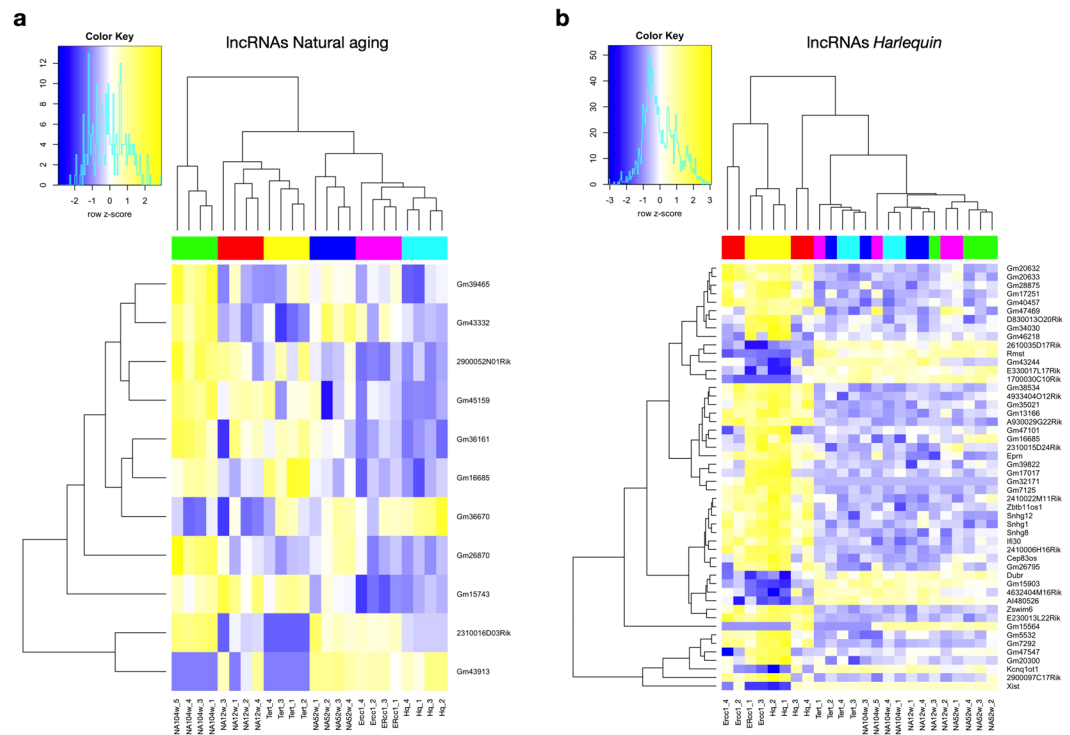 a
Color Key
lncRNAs Natural aging
12
10
8
6
4
2
0
-2 -1 0 1 2
row z-score
Gm39465
Gm43332
2900052N01Rik
Gm45159
Gm36161
Gm16685
Gm36670
Gm26870
Gm15743
2310016D03Rik
Gm43913
NA104w_5
NA104w_4
NA104w_3
NA104w_1
NA12w_3
NA12w_1
NA12w_2
NA12w_4
Tert_4
Tert_3
Tert_1
Tert_2
NA52w_1
NA52w_2
NA52w_3
NA52w_4
Ercc1_4
Ercc1_2
Ercc1_3
ERcc1_1
Hq_4
Hq_1
Hq_3
Hq_2
b
Color Key
lncRNAs Harlequin
50
40
30
20
10
0
-3 -2 -1 0 1 2 3
row z-score
Gm20632
Gm20633
Gm28875
Gm17251
Gm40457
Gm47469
D830013O20Rik
Gm34030
Gm46218
2610035D17Rik
Rmst
Gm43244
E330017L17Rik
1700030C10Rik
Gm38534
4933404O12Rik
Gm35021
Gm13166
A930029G22Rik
Gm47101
Gm16685
2310015D24Rik
Eprn
Gm39822
Gm17017
Gm32171
Gm7125
2410022M11Rik
Zbtb11os1
Snhg12
Snhg1
Snhg8
Ifi30
2410006H16Rik
Cep83os
Gm26795
Dubr
Gm15903
4632404M16Rik
AI480526
Zswim6
E230013L22Rik
Gm15564
Gm5532
Gm7292
Gm47547
Gm20300
Kcnq1ot1
2900097C17Rik
Xist
Ercc1_4
Ercc1_2
ERcc1_1
Ercc1_3
Hq_2
Hq_1
Hq_3
Hq_4
Tert_1
Tert_2
Tert_4
Tert_3
NA104w_3
NA104w_5
NA104w_4
NA104w_1
NA12w_1
NA12w_4
NA12w_3
NA12w_2
NA52w_1
NA52w_4
NA52w_3
NA52w_2